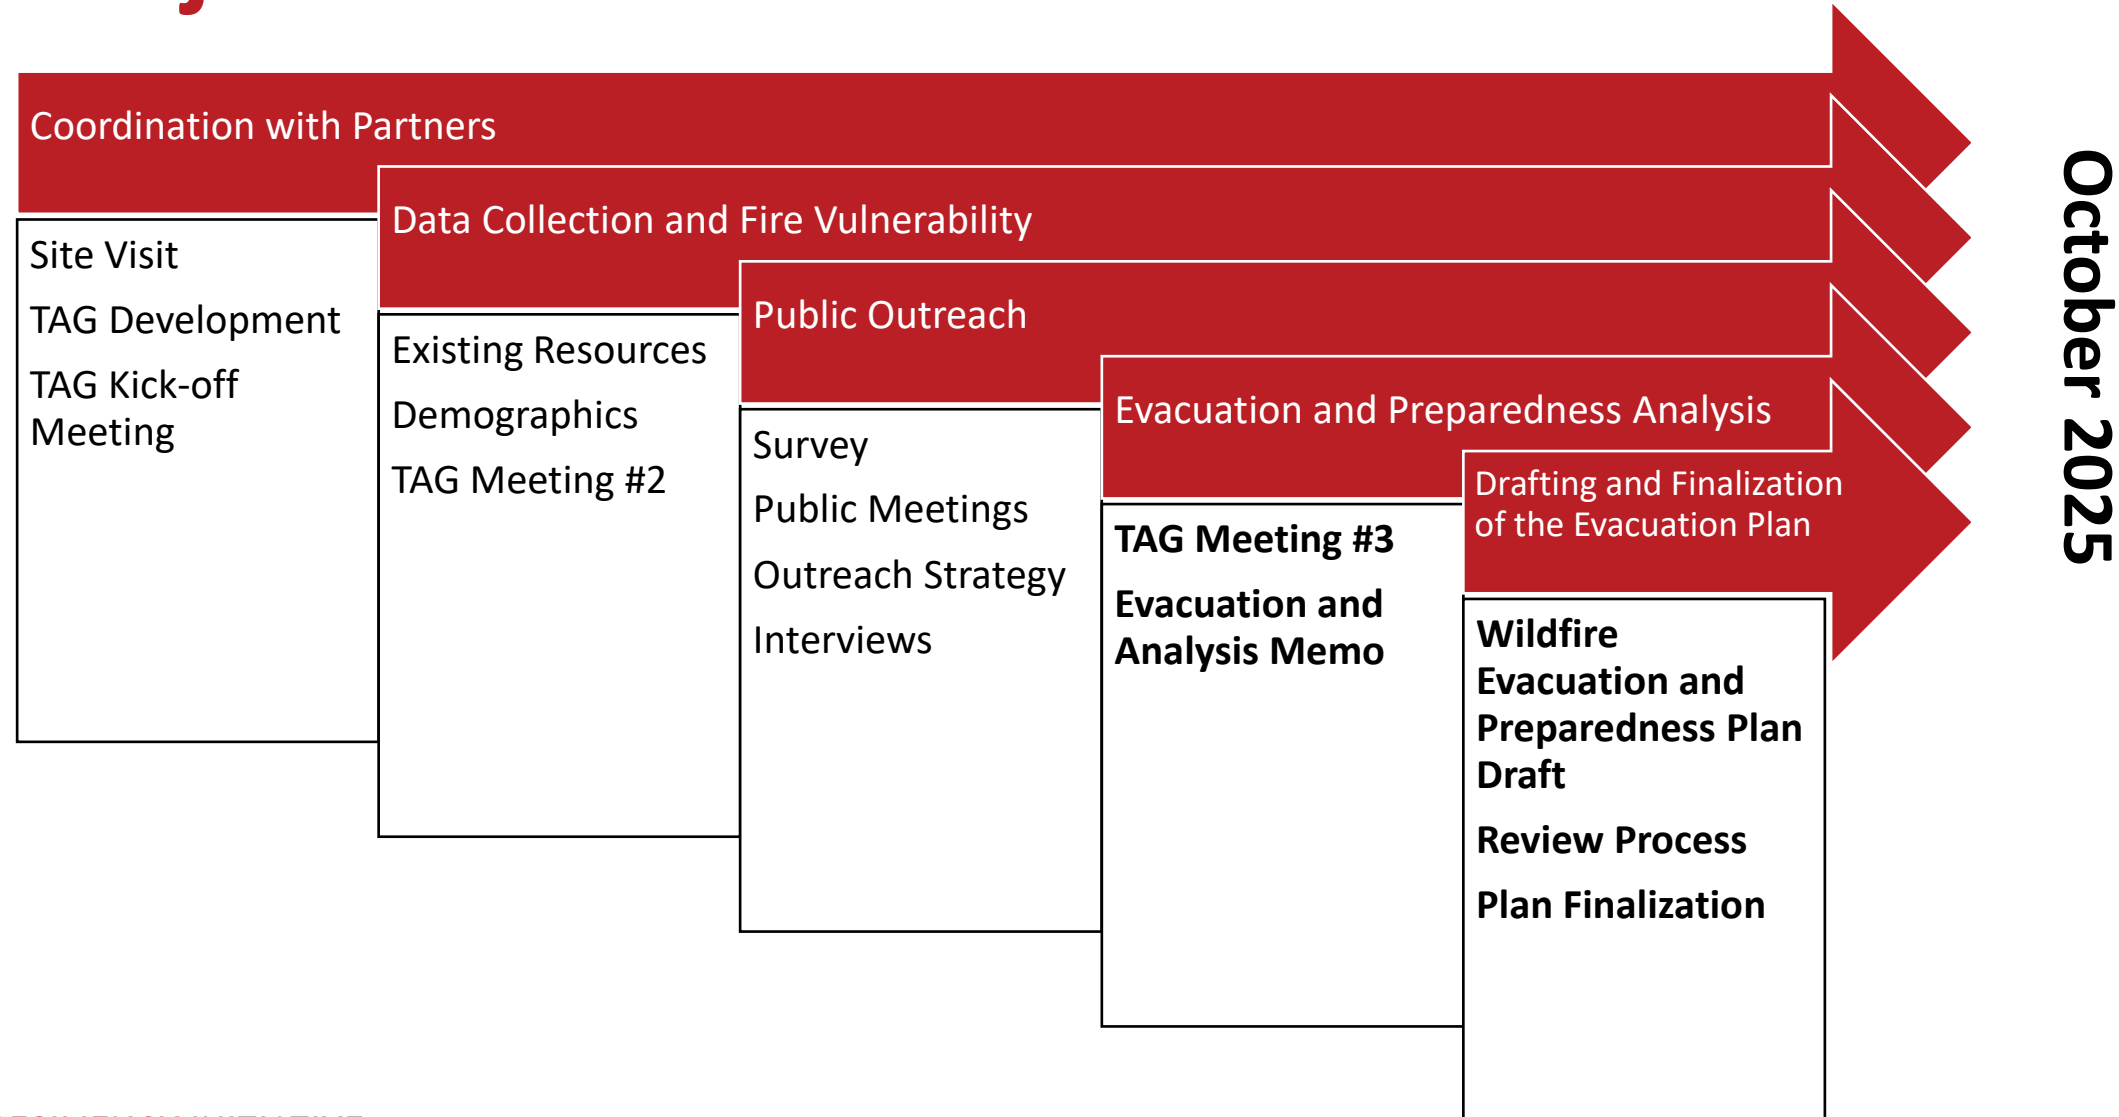 Coordination with Partners
Site Visit
TAG Development
TAG Kick-off
Meeting
Data Collection and Fire Vulnerability
Existing Resources
Demographics
TAG Meeting #2
Public Outreach
Survey
Public Meetings
Outreach Strategy
Interviews
Evacuation and Preparedness Analysis
TAG Meeting #3
Evacuation and
Analysis Memo
Drafting and Finalization
of the Evacuation Plan
Wildfire
Evacuation and
Preparedness Plan
Draft
Review Process
Plan Finalization
October 2025